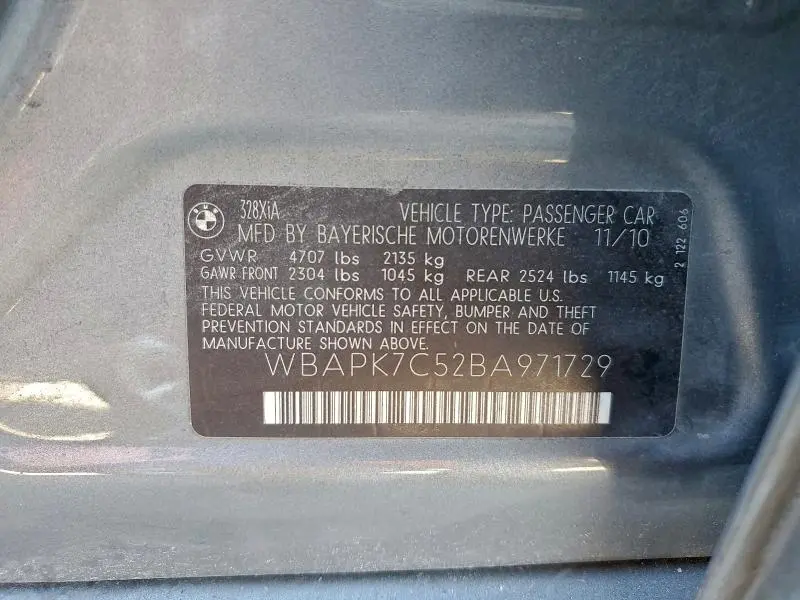 BMW
328XiA VEHICLE TYPE: PASSENGER CAR
MFD BY BAYERISCHE MOTORENWERKE 11/10
GVWR 4707 lbs 2135 kg
GAWR FRONT 2304 lbs 1045 kg REAR 2524 lbs 1145 kg
THIS VEHICLE CONFORMS TO ALL APPLICABLE U.S.
FEDERAL MOTOR VEHICLE SAFETY, BUMPER AND THEFT
PREVENTION STANDARDS IN EFFECT ON THE DATE OF
MANUFACTURE SHOWN ABOVE.
WBAPK7C52BA971729
2 122 606